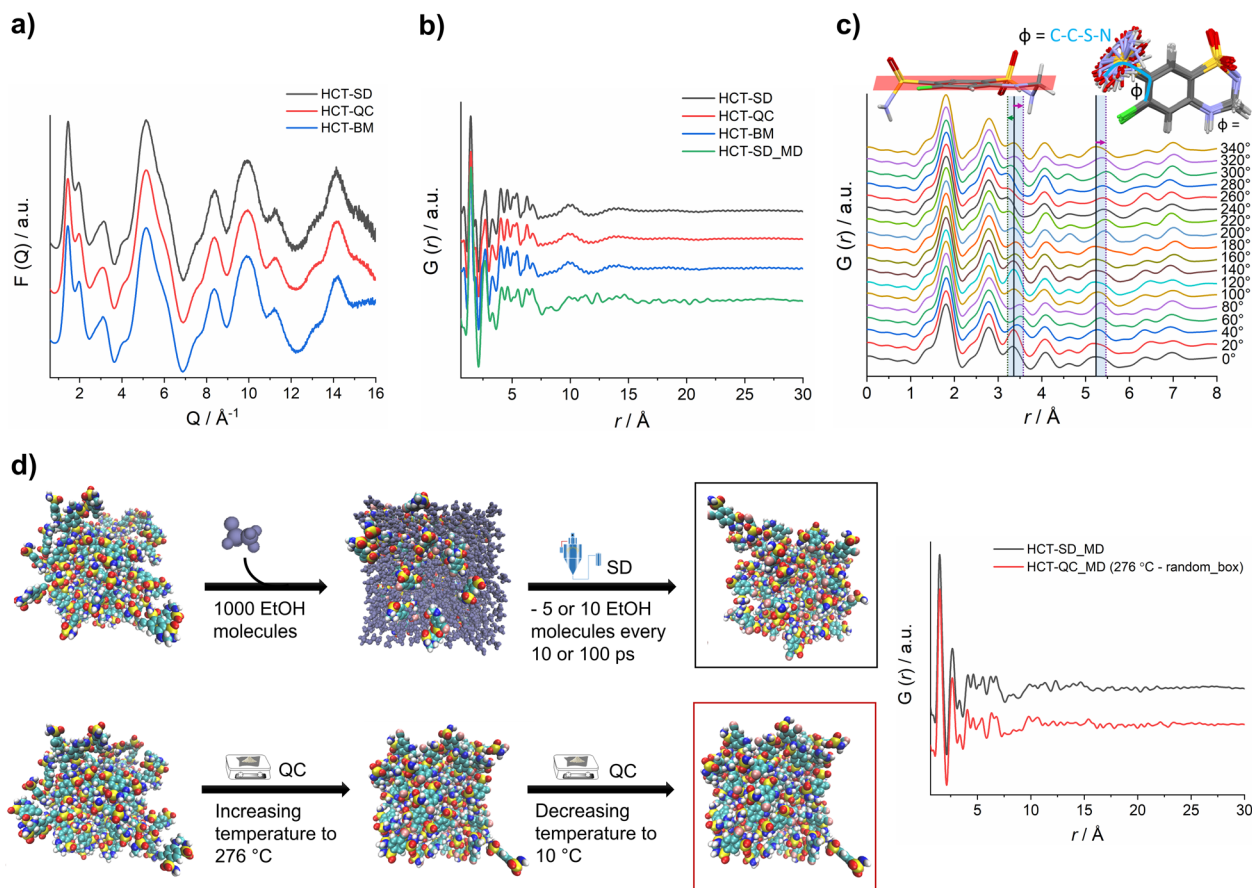 a)
HCT-SD
HCT-QC
HCT-BM
F (Q) / a.u.
2 4 6 8 10 12 14 16
Q / Å-1
b)
HCT-SD
HCT-QC
HCT-BM
HCT-SD_MD
G (r) / a.u.
5 10 15 20 25 30
r / Å
c)
ϕ = C-C-S-N
ϕ
ϕ =
340°
320°
300°
280°
260°
240°
220°
200°
180°
160°
140°
120°
100°
80°
60°
40°
20°
0°
G (r) / a.u.
0 1 2 3 4 5 6 7 8
r / Å
d)
1000 EtOH
molecules
SD
- 5 or 10 EtOH
molecules every
10 or 100 ps
QC
Increasing
temperature to
276 °C
QC
Decreasing
temperature to
10 °C
HCT-SD_MD
HCT-QC_MD (276 °C - random_box)
G (r) / a.u.
5 10 15 20 25 30
r / Å